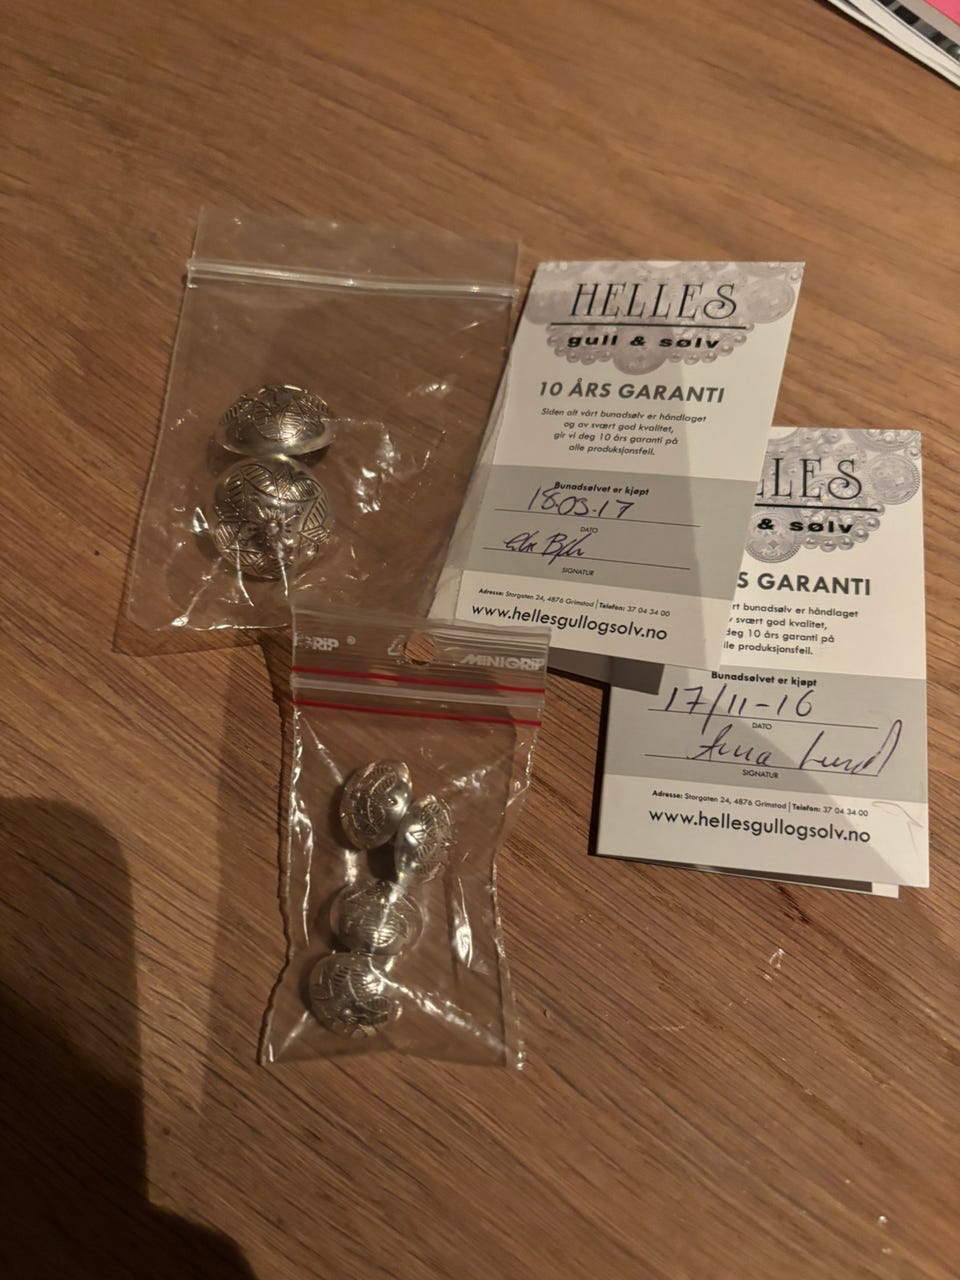 HELLES
gull & sølv
10 ÅRS GARANTI
Siden alt vårt bunadsølv er håndlaget
og av svært god kvalitet,
gir vi deg 10 års garanti på
alle produksjonsfeil.
Bunadsølvet er kjøpt
18.05.17
DATO
SIGNATUR
Adresse: Storgaten 24, 4876 Grimstad | Telefon: 37 04 34 00
www.hellesgullogsolv.no
LLES
& sølv
S GARANTI
rt bunadsølv er håndlaget
svært god kvalitet,
deg 10 års garanti på
lle produksjonsfeil.
Bunadsølvet er kjøpt
17/11-16
DATO
SIGNATUR
Adresse: Storgaten 24, 4876 Grimstad | Telefon: 37 04 34 00
www.hellesgullogsolv.no
GRIP ®
MINIGRIP